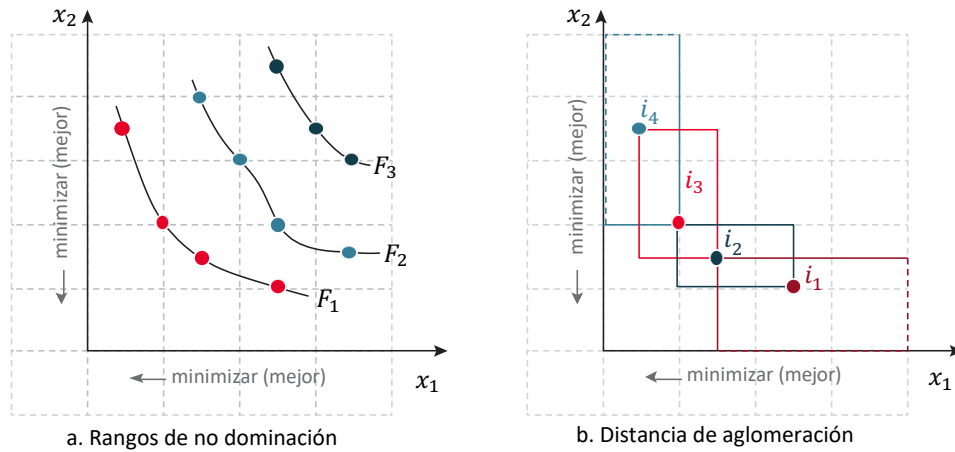 x₂
minimizar (mejor)
F₃
F₂
F₁
minimizar (mejor)
x₁
a. Rangos de no dominación
x₂
minimizar (mejor)
i₄
i₃
i₂
i₁
minimizar (mejor)
x₁
b. Distancia de aglomeración